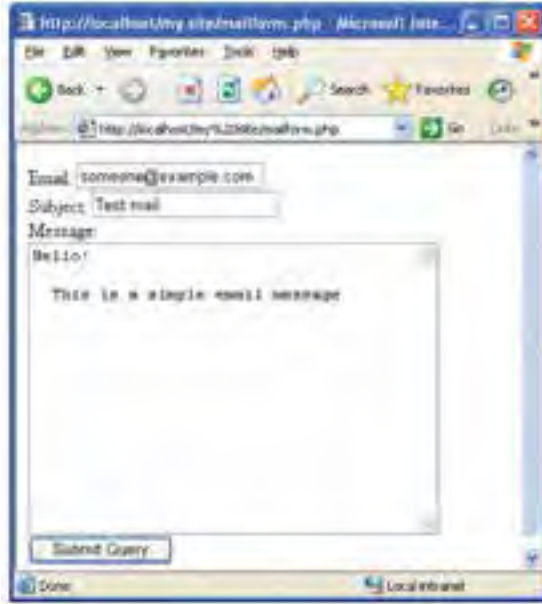 http://localhost/my site/mailform.php - Microsoft Inte...
File Edit View Favorites Tools Help
Back Search Favorites
Address http://localhost/my%20site/mailform.php Go Links »
Email someone@example.com
Subject Test mail
Message
Hello!
This is a simple email message
Submit Query
Done Local intranet